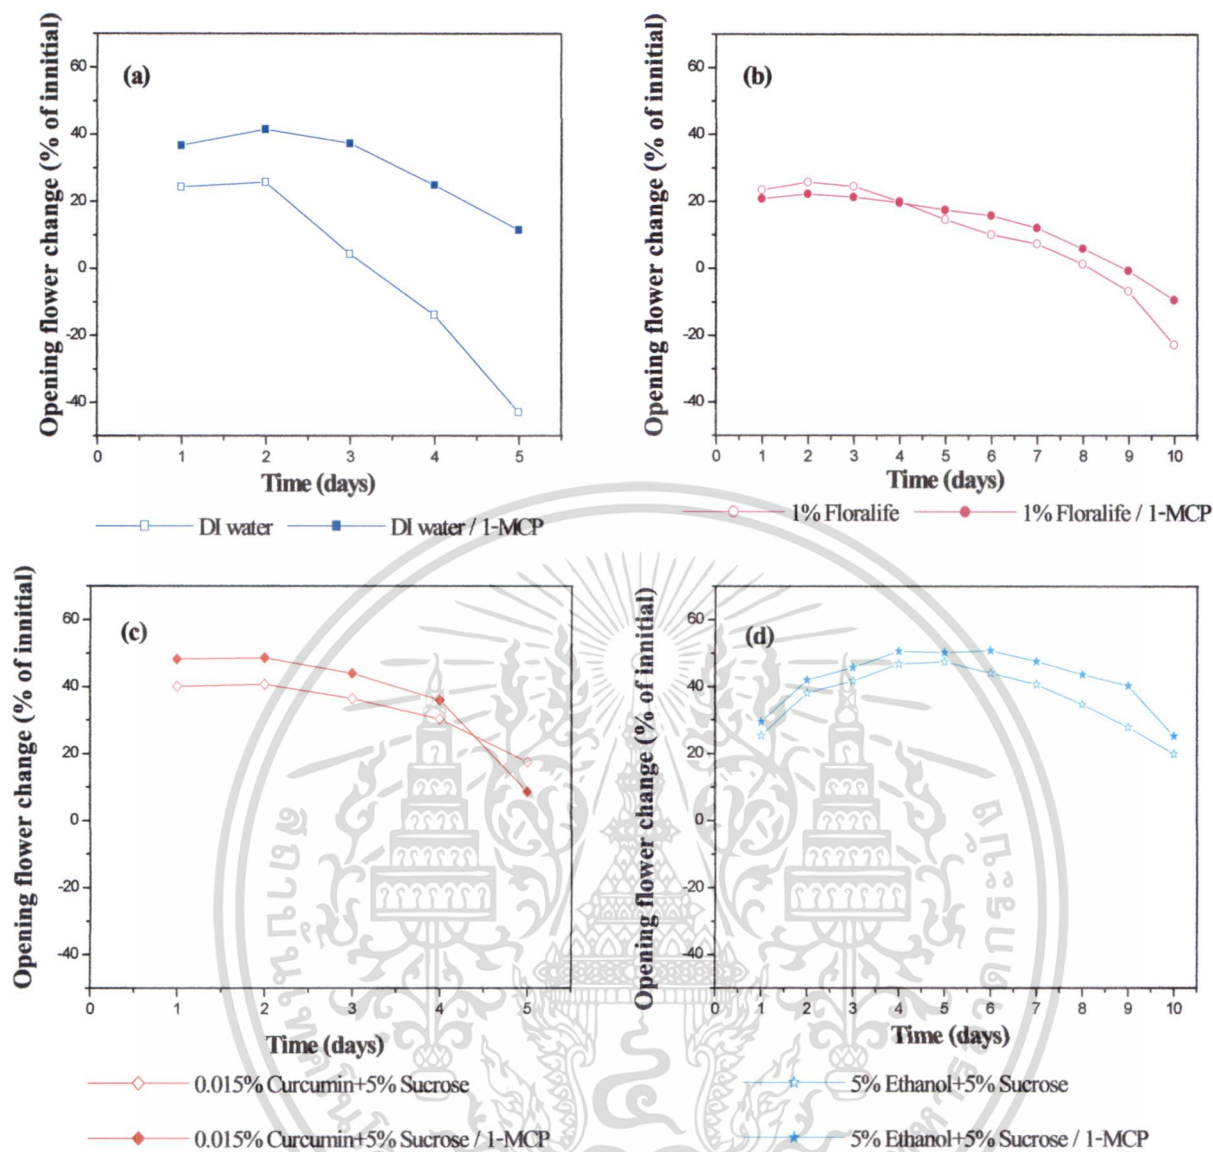 Opening flower change (% of innitial)
(a)
60
40
20
0
-20
-40
0 1 2 3 4 5
Time (days)
DI water DI water / 1-MCP
Opening flower change (% of innitial)
(b)
60
40
20
0
-20
-40
0 1 2 3 4 5 6 7 8 9 10
Time (days)
1% Floralife 1% Floralife / 1-MCP
Opening flower change (% of innitial)
(c)
60
40
20
0
-20
-40
0 1 2 3 4 5
Time (days)
0.015% Curcumin+5% Sucrose
0.015% Curcumin+5% Sucrose / 1-MCP
Opening flower change (% of innitial)
(d)
60
40
20
0
-20
-40
0 1 2 3 4 5 6 7 8 9 10
Time (days)
5% Ethanol+5% Sucrose
5% Ethanol+5% Sucrose / 1-MCP